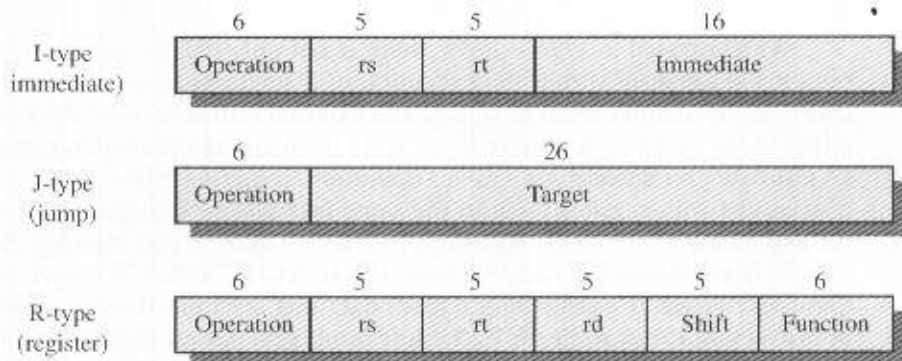 6 5 5 16
I-type
immediate)
Operation rs rt Immediate
6 26
J-type
(jump)
Operation Target
6 5 5 5 5 6
R-type
(register)
Operation rs rt rd Shift Function